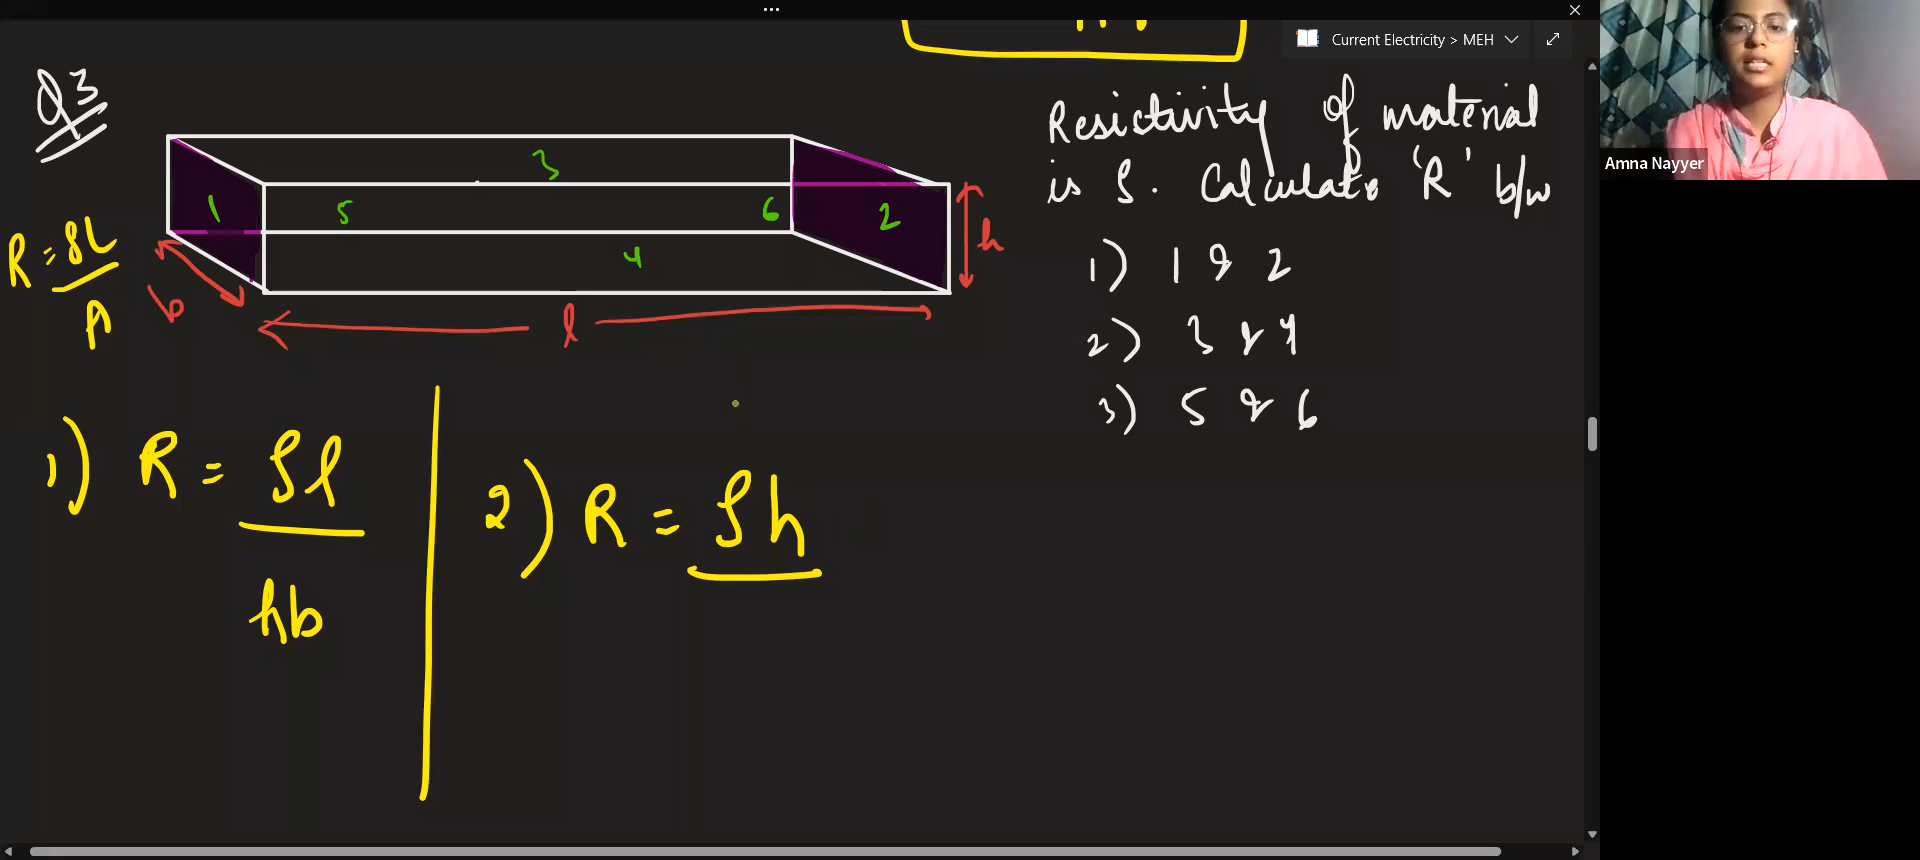 Current Electricity > MEH
Amna Nayyer
Q3
Resictivity of material
is ρ. Calculate 'R' b/w
1) 1 & 2
2) 3 & 4
3) 5 & 6
3
1
5
6
2
4
h
b
l
R = ρL
A
1) R = ρl
hb
2) R = ρh